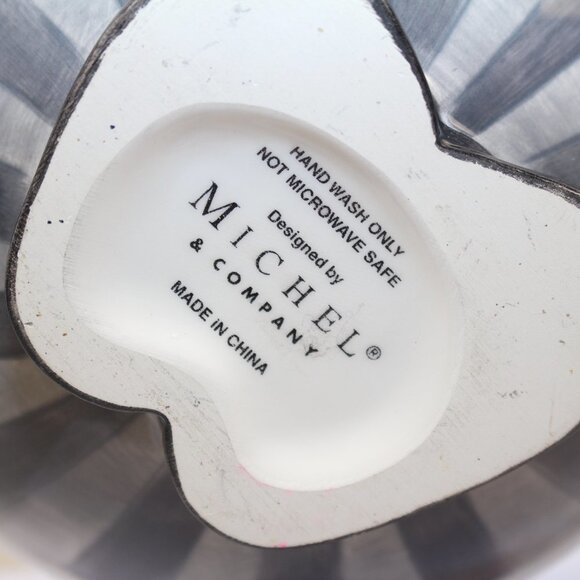 HAND WASH ONLY
NOT MICROWAVE SAFE
Designed by
MICHEL®
& COMPANY
MADE iN CHINA